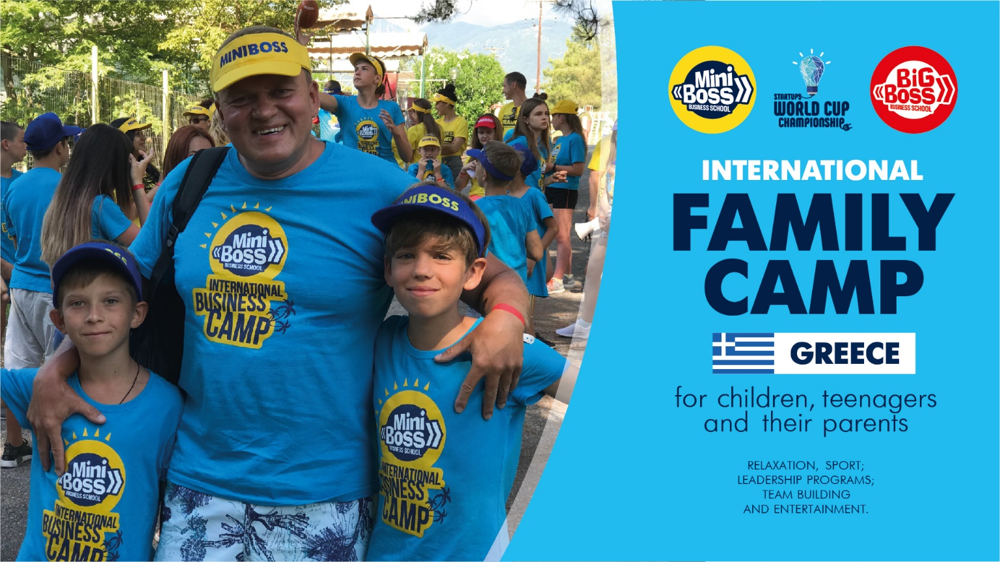 MINIBOSS
MINIBOSS
Mini
Boss
BUSINESS SCHOOL
INTERNATIONAL
BUSINESS
CAMP
Mini
Boss
BUSINESS SCHOOL
INTERNATIONAL
BUSINESS
CAMP
Mini
Boss
BUSINESS SCHOOL
INTERNATIONAL
BUSINESS
CAMP
Mini
Boss
BUSINESS SCHOOL
STARTUPS
WORLD CUP
CHAMPIONSHIP
BiG
Boss
BUSINESS SCHOOL
INTERNATIONAL
FAMILY
CAMP
GREECE
for children, teenagers
and their parents
RELAXATION, SPORT;
LEADERSHIP PROGRAMS;
TEAM BUILDING
AND ENTERTAINMENT.